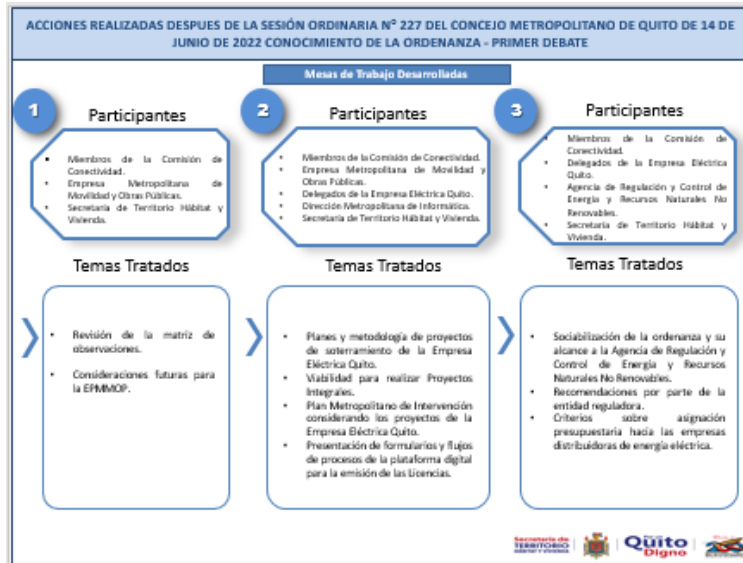 ACCIONES REALIZADAS DESPUES DE LA SESIÓN ORDINARIA N° 227 DEL CONCEJO METROPOLITANO DE QUITO DE 14 DE
JUNIO DE 2022 CONOCIMIENTO DE LA ORDENANZA - PRIMER DEBATE
Mesas de Trabajo Desarrolladas
1
Participantes
• Miembros de la Comisión de
Conectividad.
• Empresa Metropolitana de
Movilidad y Obras Públicas.
• Secretaría de Territorio Hábitat y
Vivienda.
Temas Tratados
• Revisión de la matriz de
observaciones.
• Consideraciones futuras para
la EPMMOP.
2
Participantes
• Miembros de la Comisión de Conectividad.
• Empresa Metropolitana de Movilidad y
Obras Públicas.
• Delegados de la Empresa Eléctrica Quito.
• Dirección Metropolitana de Informática.
• Secretaría de Territorio Hábitat y Vivienda.
Temas Tratados
• Planes y metodología de proyectos
de soterramiento de la Empresa
Eléctrica Quito.
• Viabilidad para realizar Proyectos
Integrales.
• Plan Metropolitano de Intervención
considerando los proyectos de la
Empresa Eléctrica Quito.
• Presentación de formularios y flujos
de procesos de la plataforma digital
para la emisión de las Licencias.
3
Participantes
• Miembros de la Comisión de
Conectividad.
• Delegados de la Empresa Eléctrica
Quito.
• Agencia de Regulación y Control de
Energía y Recursos Naturales No
Renovables.
• Secretaría de Territorio Hábitat y
Vivienda.
Temas Tratados
• Sociabilización de la ordenanza y su
alcance a la Agencia de Regulación y
Control de Energía y Recursos
Naturales No Renovables.
• Recomendaciones por parte de la
entidad reguladora.
• Criterios sobre asignación
presupuestaria hacia las empresas
distribuidoras de energía eléctrica.
Secretaría de
TERRITORIO
HÁBITAT Y VIVIENDA
Quito
Digno